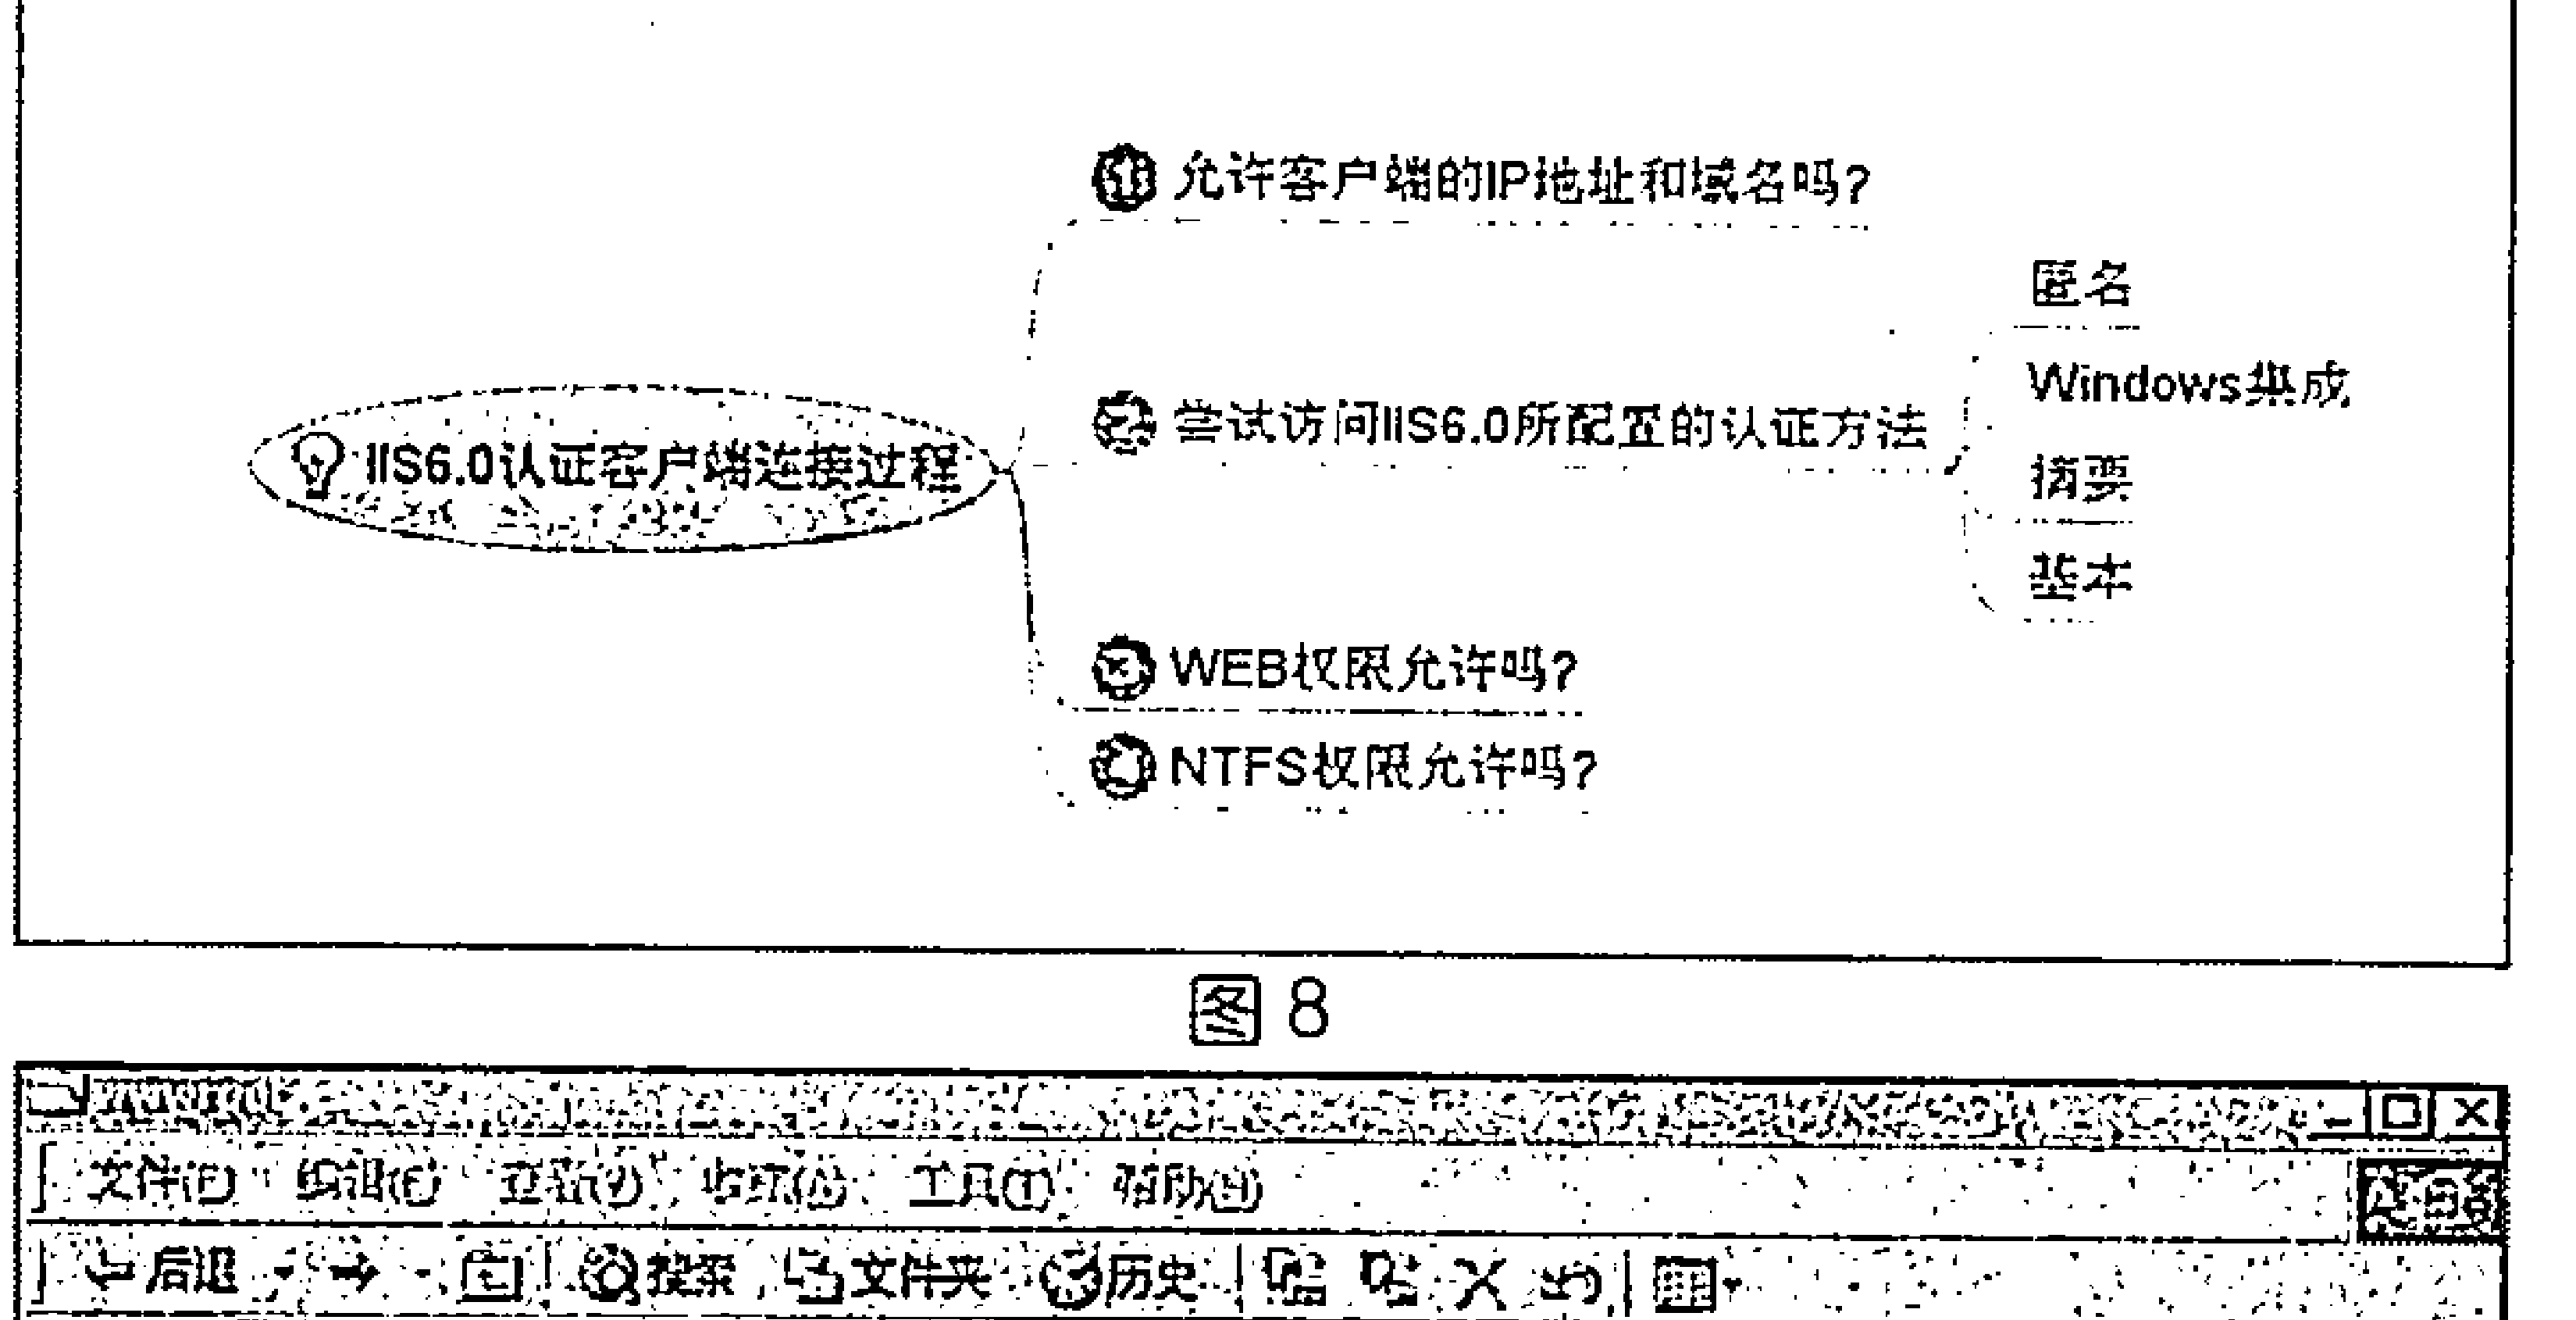 允许客户端的IP地址和域名吗?
匿名
Windows集成
尝试访问IIS6.0所配置的认证方法
IIS6.0认证客户端连接过程
摘要
基本
WEB权限允许吗?
NTFS权限允许吗?
图 8
文件(F) 编辑(E) 查看(V) 收藏(A) 工具(T) 帮助(H)
后退 搜索 文件夹 历史